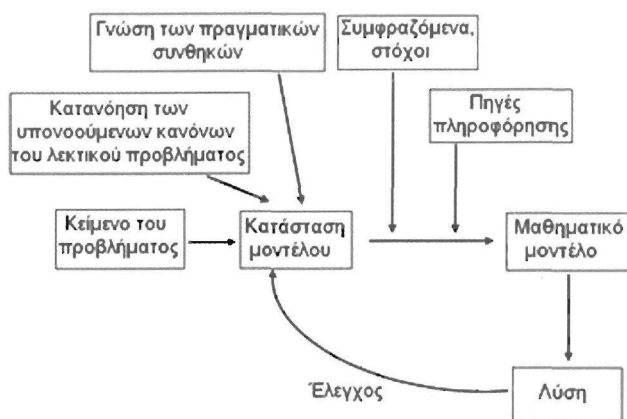 Γνώση των πραγματικών
συνθηκών
Συμφραζόμενα,
στόχοι
Κατανόηση των
υπονοούμενων κανόνων
του λεκτικού προβλήματος
Πηγές
πληροφόρησης
Κείμενο του
προβλήματος
Κατάσταση
μοντέλου
Μαθηματικό
μοντέλο
Έλεγχος
Λύση